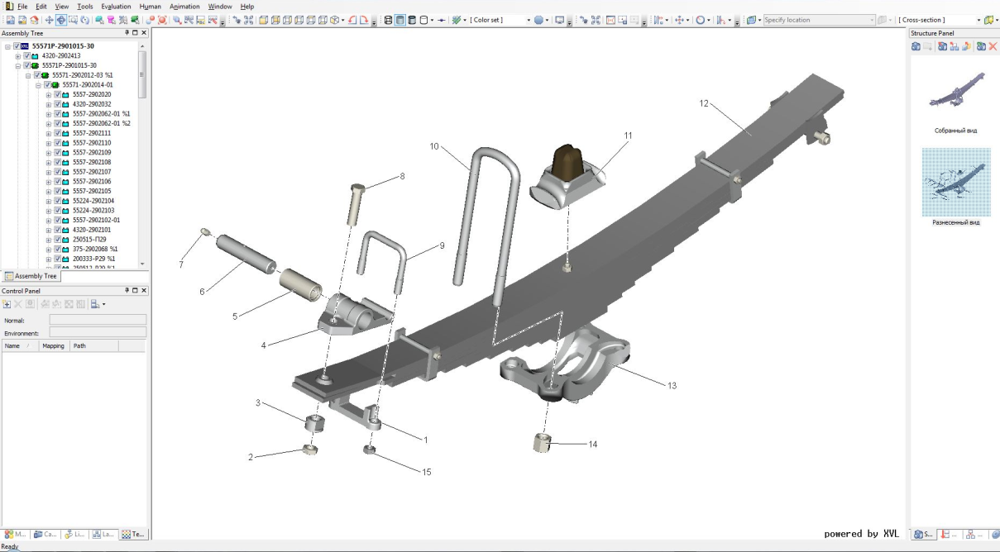 File Edit View Tools Evaluation Human Animation Window Help
[ Color set ] Specify location [ Cross-section ]
Assembly Tree
55571P-2901015-30
4320-2902413
55571P-2901015-30
55571-2902012-03 %1
55571-2902014-01
5557-2902020
4320-2902032
5557-2902062-01 %1
5557-2902062-01 %2
5557-2902111
5557-2902110
5557-2902109
5557-2902108
5557-2902107
5557-2902106
5557-2902105
55224-2902104
55224-2902103
5557-2902102-01
4320-2902101
250515-П29
375-2902068 %1
200333-P29 %1
250512-P29 %1
Assembly Tree
Control Panel
Normal:
Environment:
Name Mapping Path
M... Ca... Li... La... Te...
Ready
1
2
3
4
5
6
7
8
9
10
11
12
13
14
15
powered by XVL
Structure Panel
Собранный вид
Разнесенный вид
S... ... ...